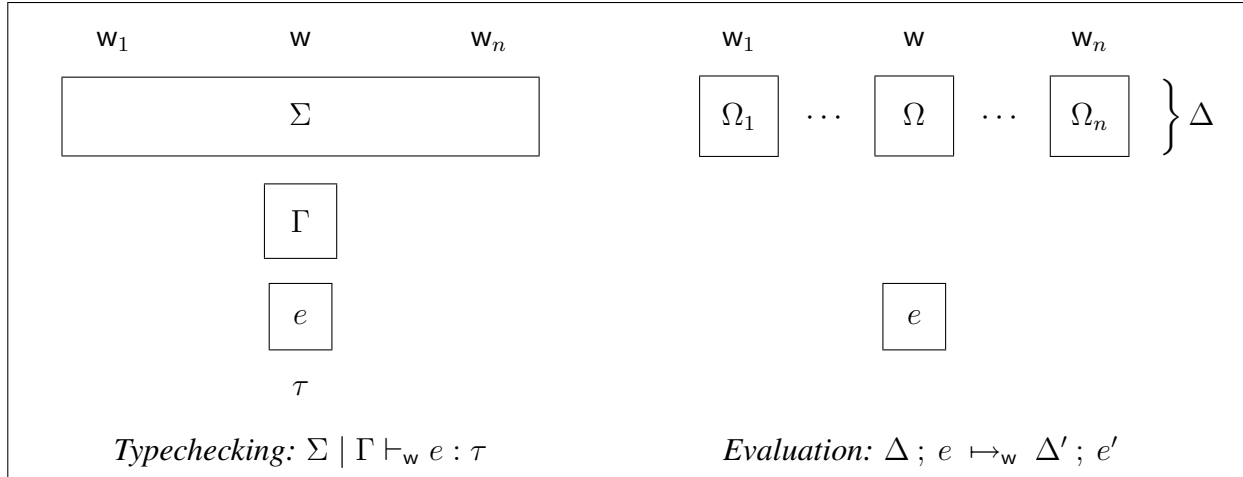 w₁ w wₙ w₁ w wₙ
Σ Ω₁ ⋯ Ω ⋯ Ωₙ } Δ
Γ
e e
τ
Typechecking: Σ | Γ ⊢w e : τ Evaluation: Δ ; e ↦w Δ′ ; e′